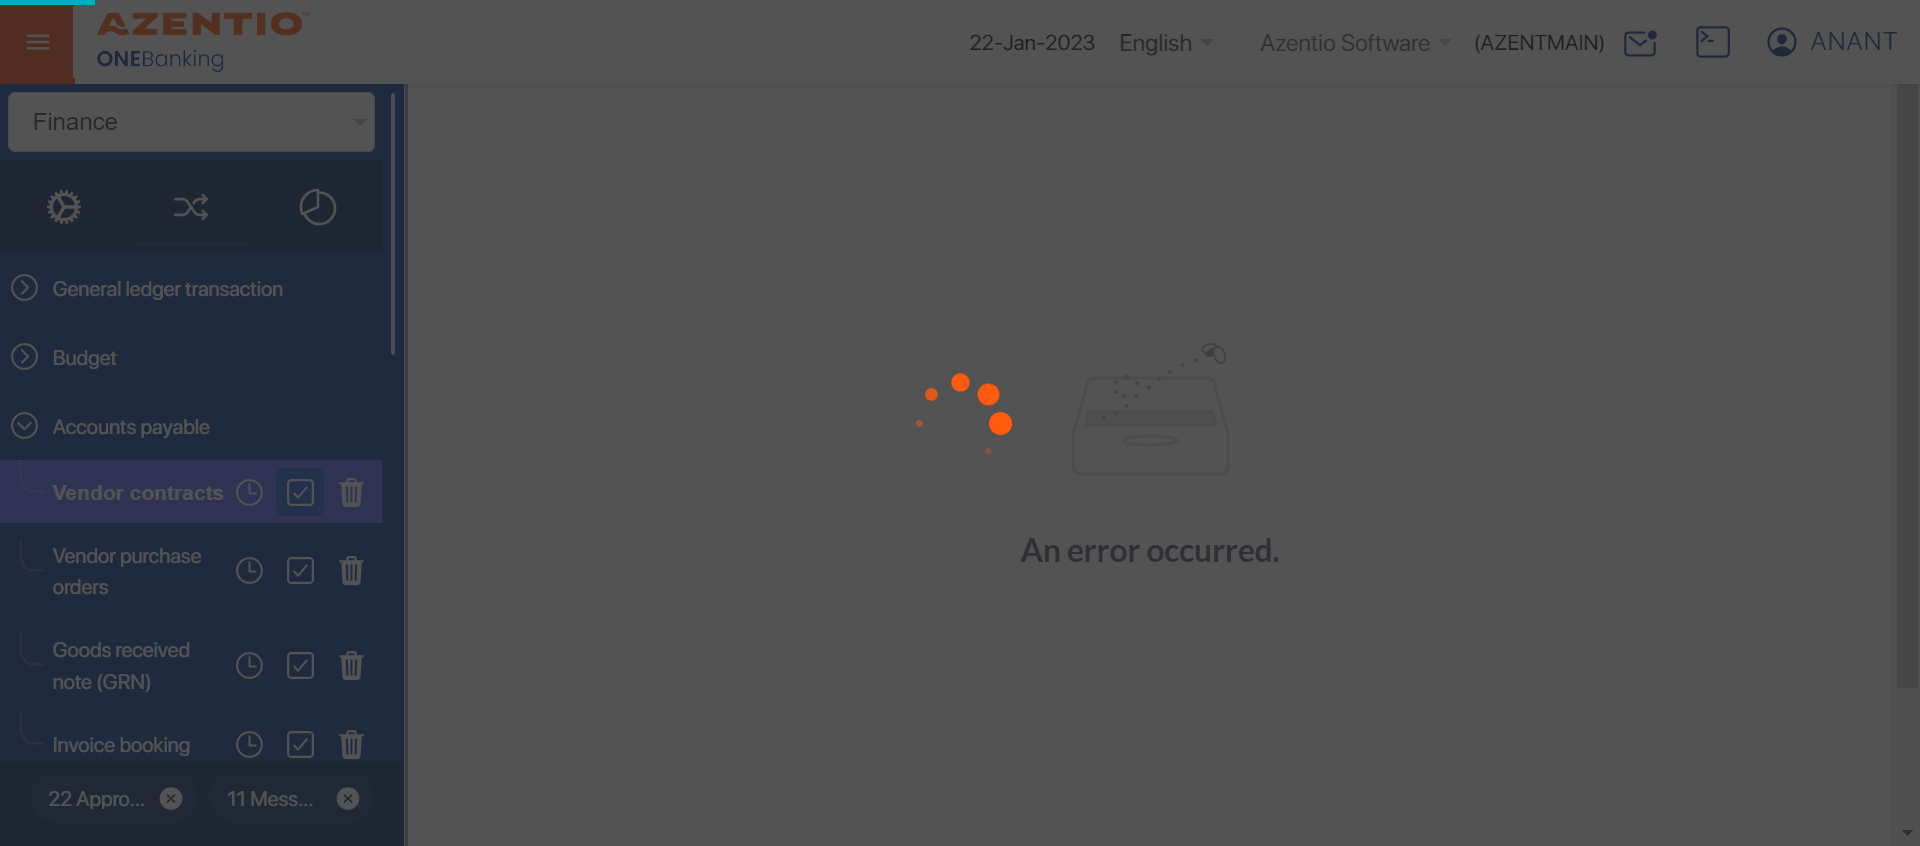 AZENTIO™
ONEBanking
22-Jan-2023
English
Azentio Software
(AZENTMAIN)
ANANT
Finance
General ledger transaction
Budget
Accounts payable
Vendor contracts
Vendor purchase
orders
Goods received
note (GRN)
Invoice booking
22 Appro...
11 Mess...
An error occurred.